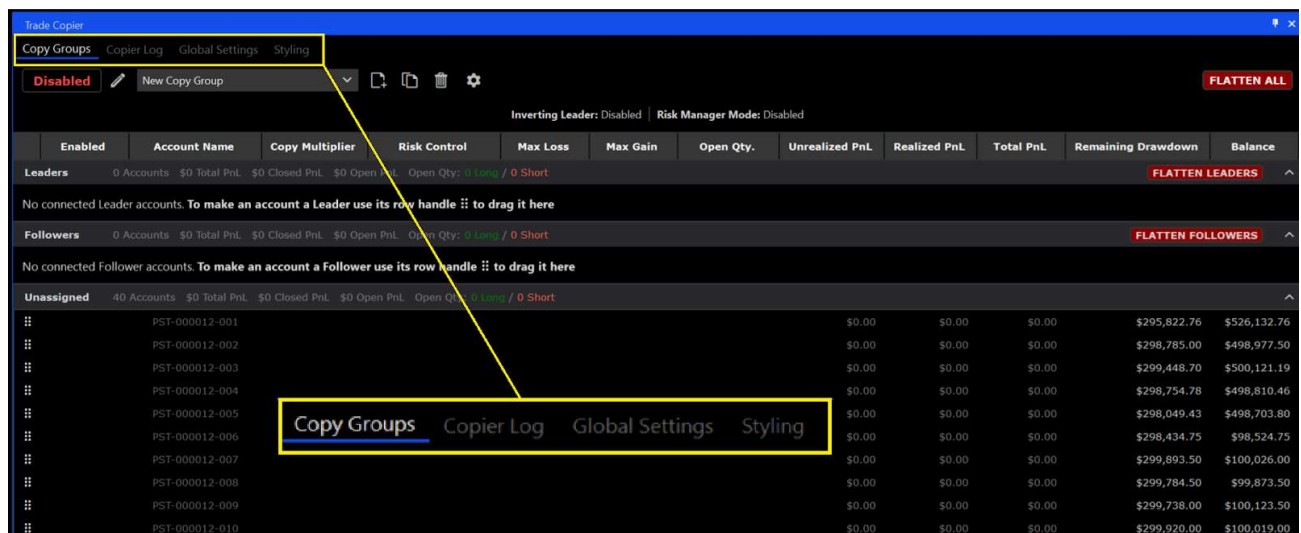 Trade Copier
Copy Groups Copier Log Global Settings Styling
Disabled New Copy Group FLATTEN ALL
Inverting Leader: Disabled | Risk Manager Mode: Disabled
Enabled Account Name Copy Multiplier Risk Control Max Loss Max Gain Open Qty. Unrealized PnL Realized PnL Total PnL Remaining Drawdown Balance
Leaders 0 Accounts $0 Total PnL $0 Closed PnL $0 Open PnL Open Qty: 0 Long / 0 Short FLATTEN LEADERS
No connected Leader accounts. To make an account a Leader use its row handle ⠿ to drag it here
Followers 0 Accounts $0 Total PnL $0 Closed PnL $0 Open PnL Open Qty: 0 Long / 0 Short FLATTEN FOLLOWERS
No connected Follower accounts. To make an account a Follower use its row handle ⠿ to drag it here
Unassigned 40 Accounts $0 Total PnL $0 Closed PnL $0 Open PnL Open Qty: 0 Long / 0 Short
PST-000012-001 $0.00 $0.00 $0.00 $295,822.76 $526,132.76
PST-000012-002 $0.00 $0.00 $0.00 $298,785.00 $498,977.50
PST-000012-003 $0.00 $0.00 $0.00 $299,448.70 $500,121.19
PST-000012-004 $0.00 $0.00 $0.00 $298,754.78 $498,810.46
PST-000012-005 $0.00 $0.00 $0.00 $298,049.43 $498,703.80
Copy Groups Copier Log Global Settings Styling
PST-000012-006 $0.00 $0.00 $0.00 $298,434.75 $98,524.75
PST-000012-007 $0.00 $0.00 $0.00 $299,893.50 $100,026.00
PST-000012-008 $0.00 $0.00 $0.00 $299,784.50 $99,873.50
PST-000012-009 $0.00 $0.00 $0.00 $299,738.00 $100,123.50
PST-000012-010 $0.00 $0.00 $0.00 $299,920.00 $100,019.00